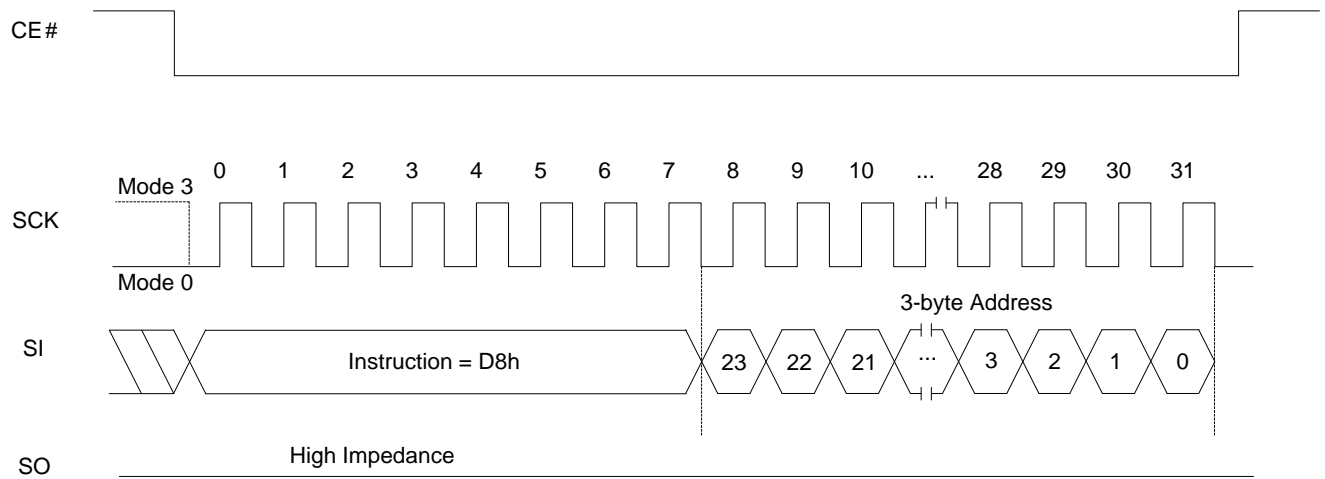 CE#
0 1 2 3 4 5 6 7 8 9 10 ... 28 29 30 31
Mode 3
SCK
Mode 0
3-byte Address
SI
Instruction = D8h 23 22 21 ... 3 2 1 0
High Impedance
SO